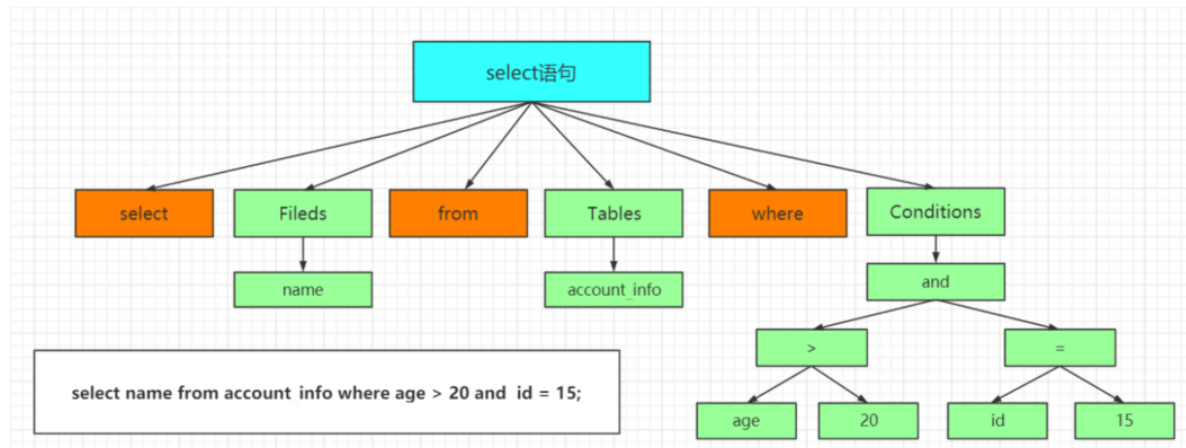 select语句
select
Fileds
from
Tables
where
Conditions
name
account_info
and
>
=
select name from account_info where age > 20 and id = 15;
age
20
id
15